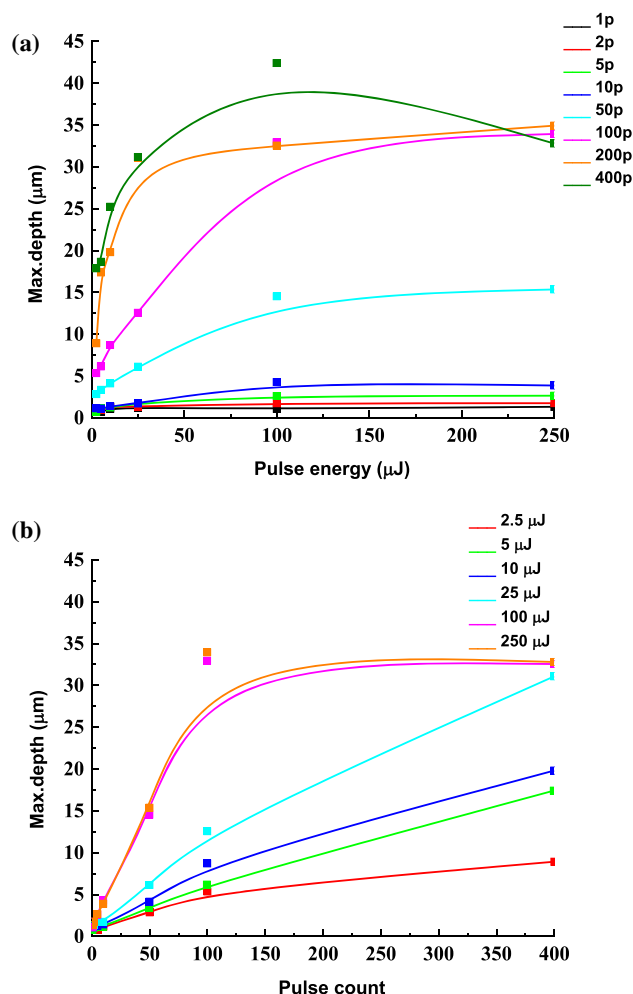 (a)
1p
2p
5p
10p
50p
100p
200p
400p
45
40
35
30
25
20
15
10
5
0
Max.depth (μm)
0 50 100 150 200 250
Pulse energy (μJ)
(b)
2.5 μJ
5 μJ
10 μJ
25 μJ
100 μJ
250 μJ
45
40
35
30
25
20
15
10
5
0
Max.depth (μm)
0 50 100 150 200 250 300 350 400
Pulse count